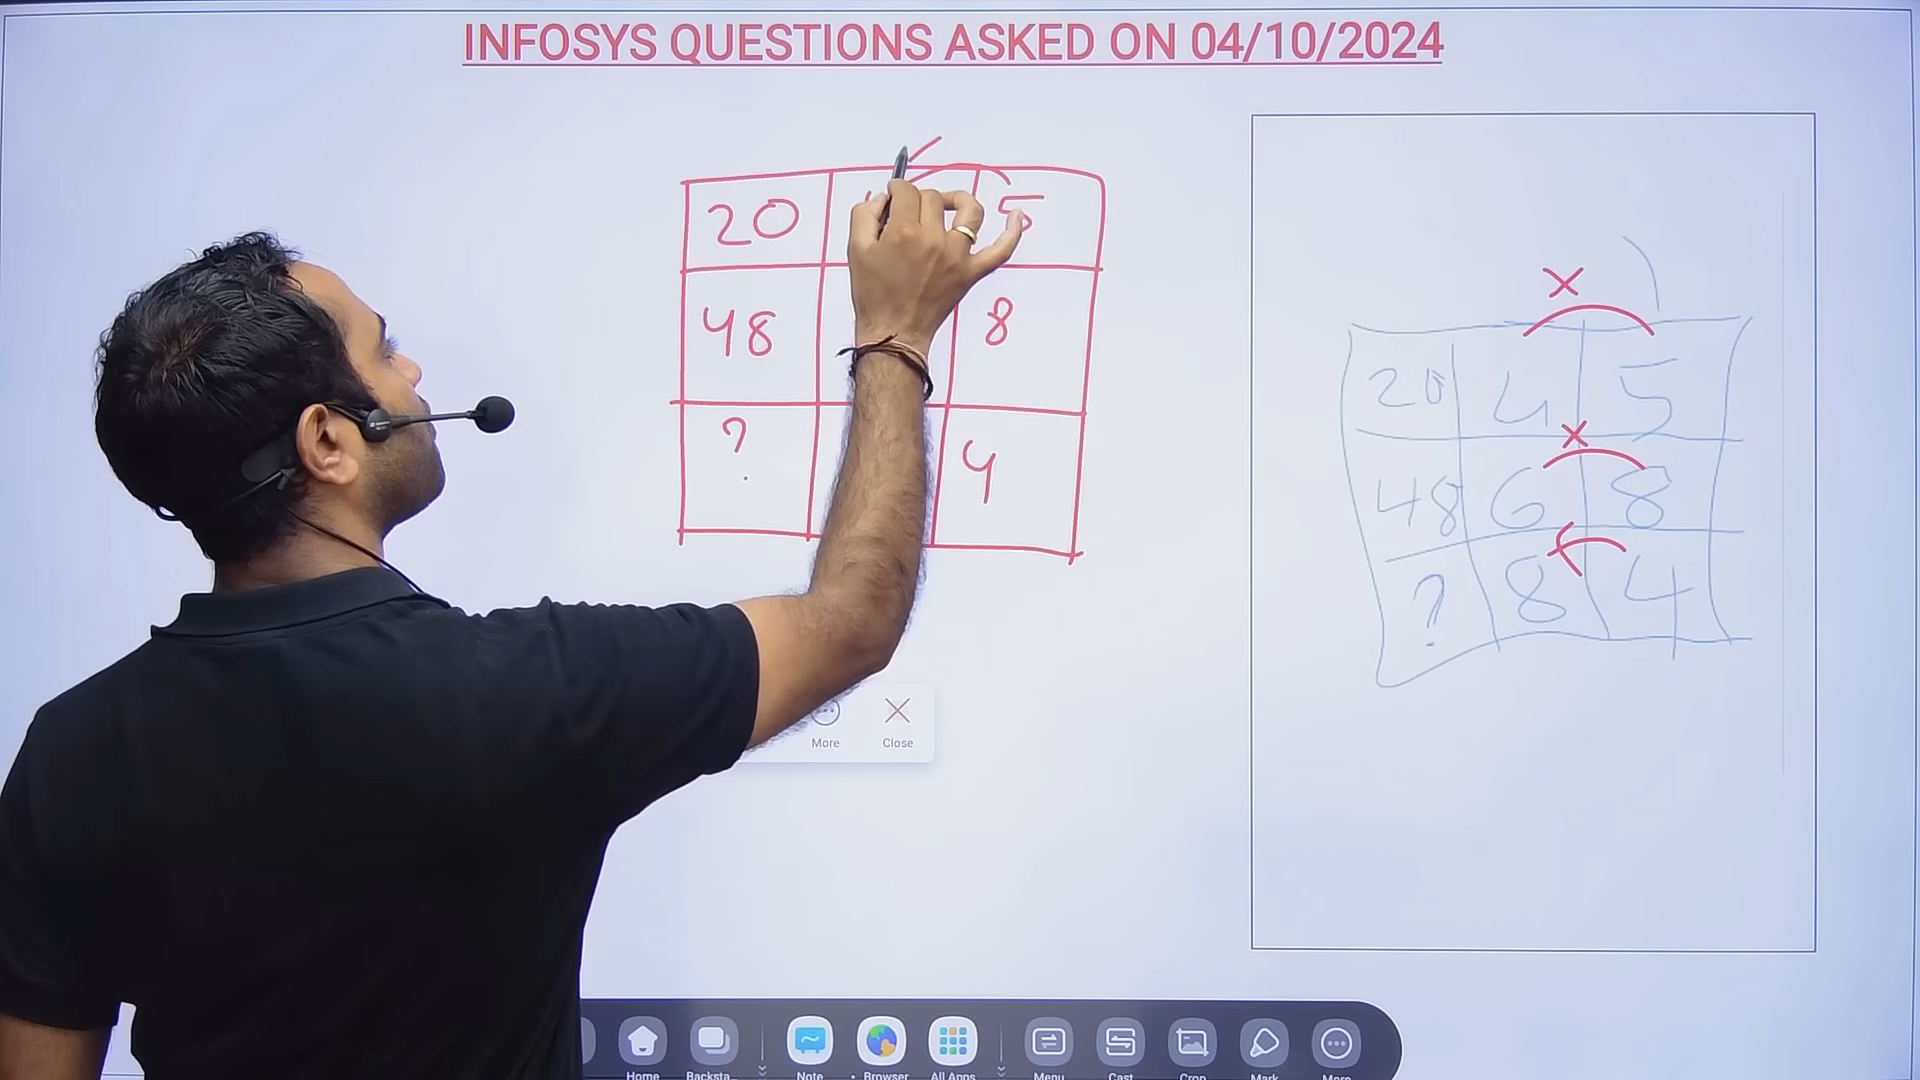 INFOSYS QUESTIONS ASKED ON 04/10/2024
20 5
48 8
? 4
×
20 4 5
×
48 6 8
? 8 4
More Close
Home Backsta... Note Browser All Apps Menu Cast Crop Mark More